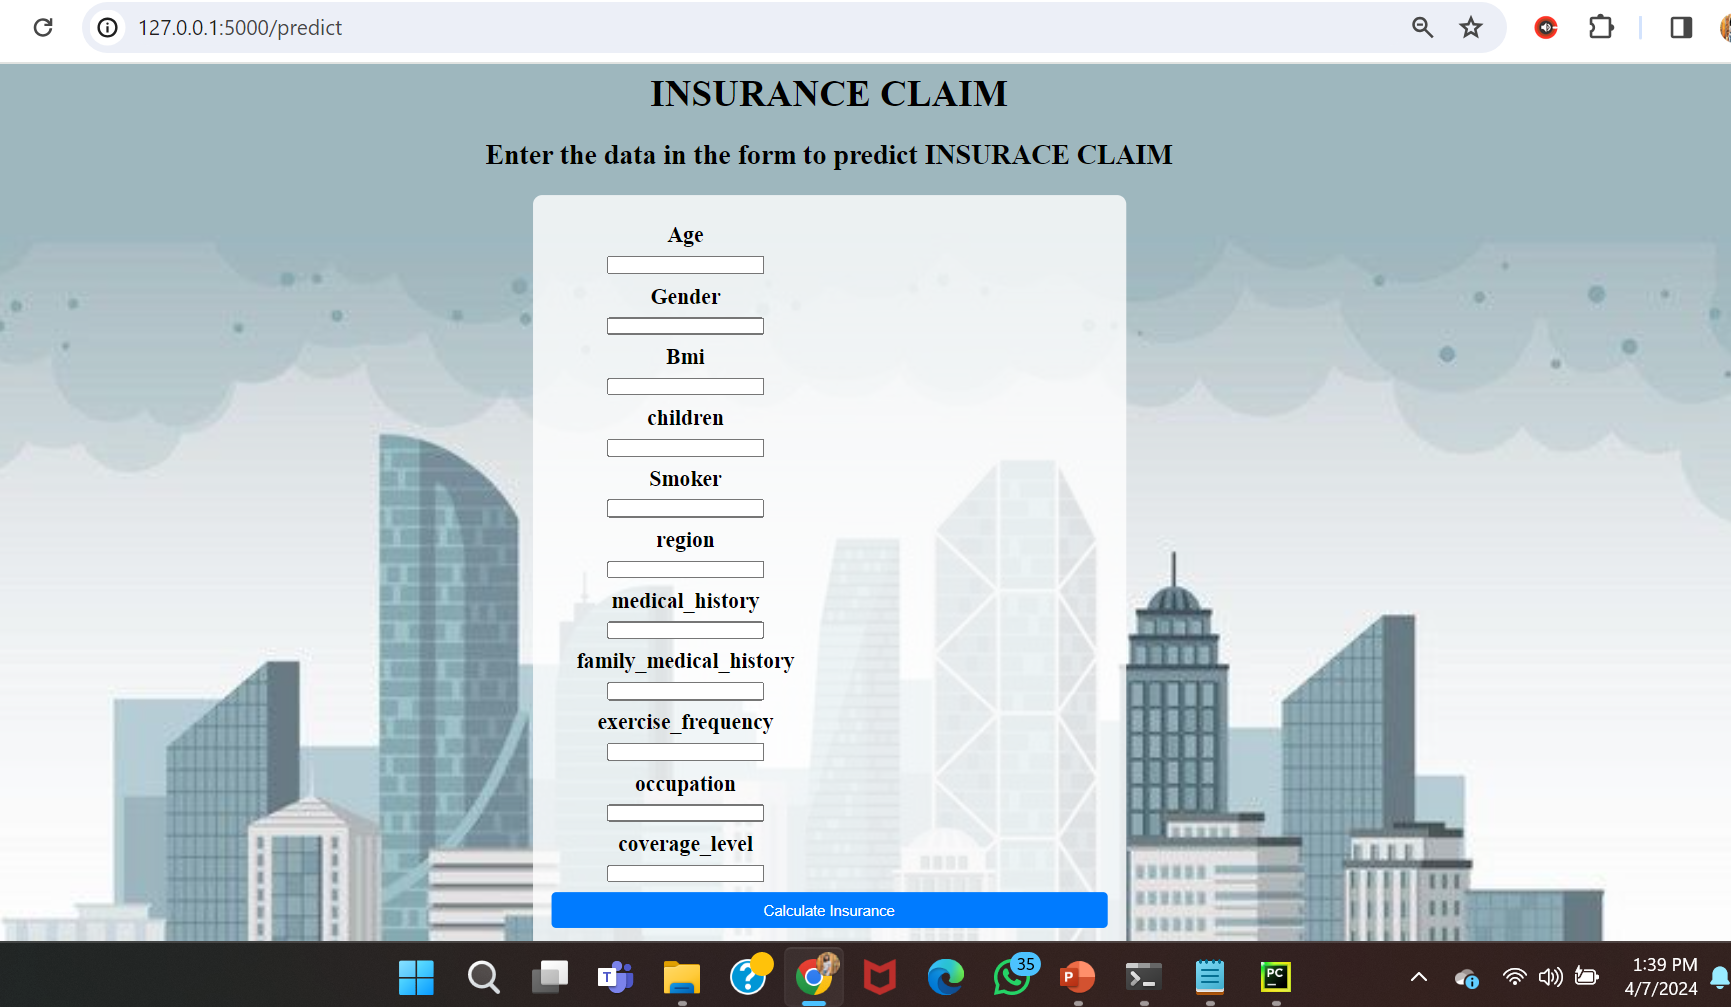 127.0.0.1:5000/predict
INSURANCE CLAIM
Enter the data in the form to predict INSURACE CLAIM
Age
Gender
Bmi
children
Smoker
region
medical_history
family_medical_history
exercise_frequency
occupation
coverage_level
Calculate Insurance
T
P
PC
35
1:39 PM
4/7/2024